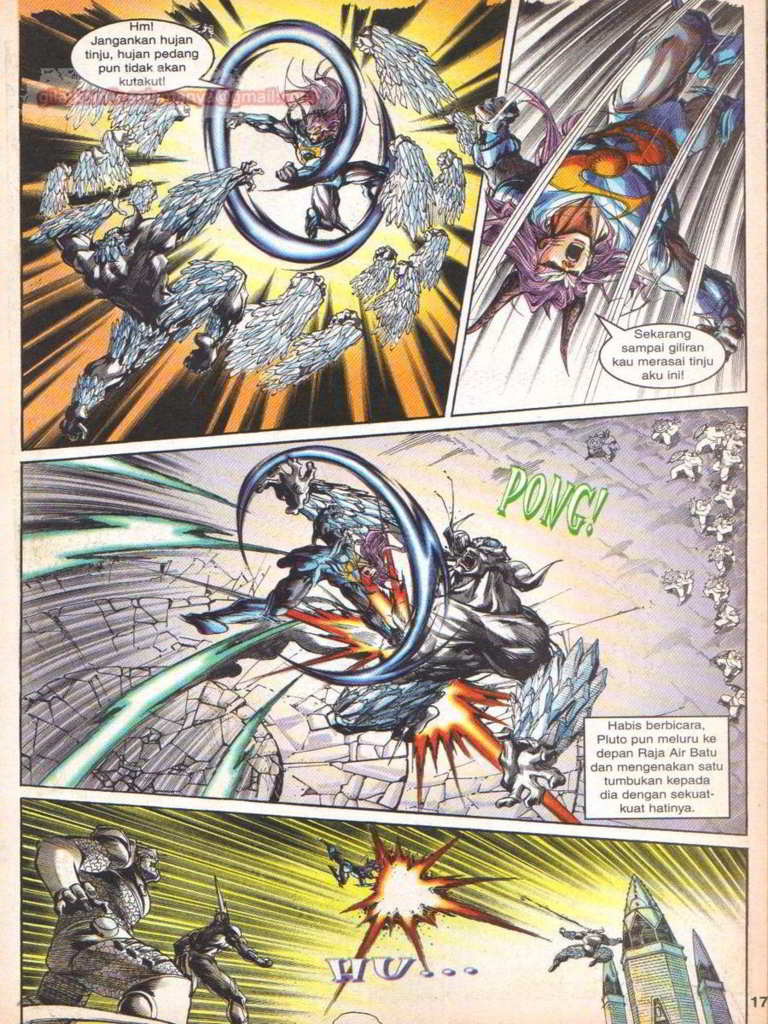 Hm!
Jangankan hujan
tinju, hujan pedang
pun tidak akan
kutakut!
Sekarang
sampai giliran
kau merasai tinju
aku ini!
PONG!
Habis berbicara,
Pluto pun meluru ke
depan Raja Air Batu
dan mengenakan satu
tumbukan kepada
dia dengan sekuat-
kuat hatinya.
HU...
17